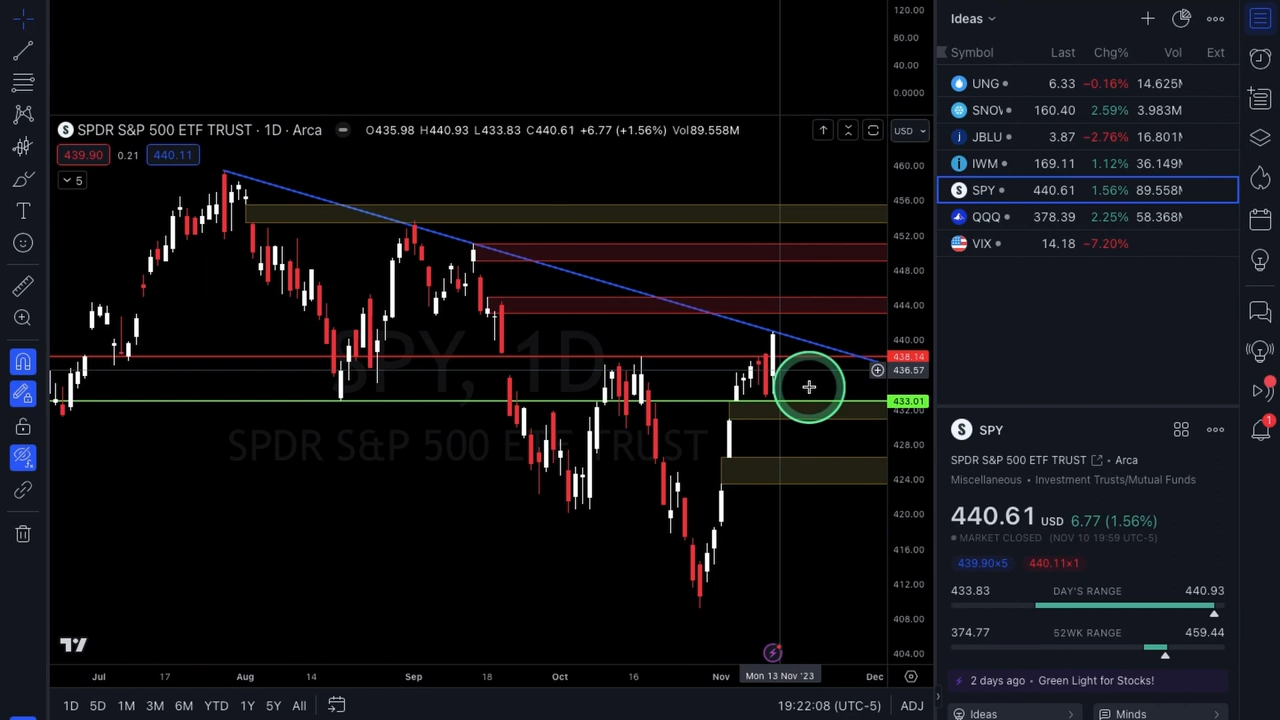 120.00
80.00
40.00
0.0000
SPDR S&P 500 ETF TRUST · 1D · Arca
O435.98 H440.93 L433.83 C440.61 +6.77 (+1.56%) Vol89.558M
USD
439.90 0.21 440.11
5
460.00
456.00
452.00
448.00
444.00
440.00
438.14
436.57
433.01
432.00
428.00
424.00
420.00
416.00
412.00
408.00
404.00
SPY, 1D
SPDR S&P 500 ETF TRUST
Jul 17 Aug 14 Sep 18 Oct 16 Nov Mon 13 Nov '23 Dec
1D 5D 1M 3M 6M YTD 1Y 5Y All
19:22:08 (UTC-5) ADJ
Ideas
Symbol Last Chg% Vol Ext
UNG 6.33 −0.16% 14.625M
SNOW 160.40 2.59% 3.983M
JBLU 3.87 −2.76% 16.801M
IWM 169.11 1.12% 36.149M
SPY 440.61 1.56% 89.558M
QQQ 378.39 2.25% 58.368M
VIX 14.18 −7.20%
SPY
SPDR S&P 500 ETF TRUST · Arca
Miscellaneous · Investment Trusts/Mutual Funds
440.61 USD 6.77 (1.56%)
MARKET CLOSED (NOV 10 19:59 UTC-5)
439.90×5 440.11×1
433.83 DAY'S RANGE 440.93
374.77 52WK RANGE 459.44
2 days ago · Green Light for Stocks!
Ideas Minds
1